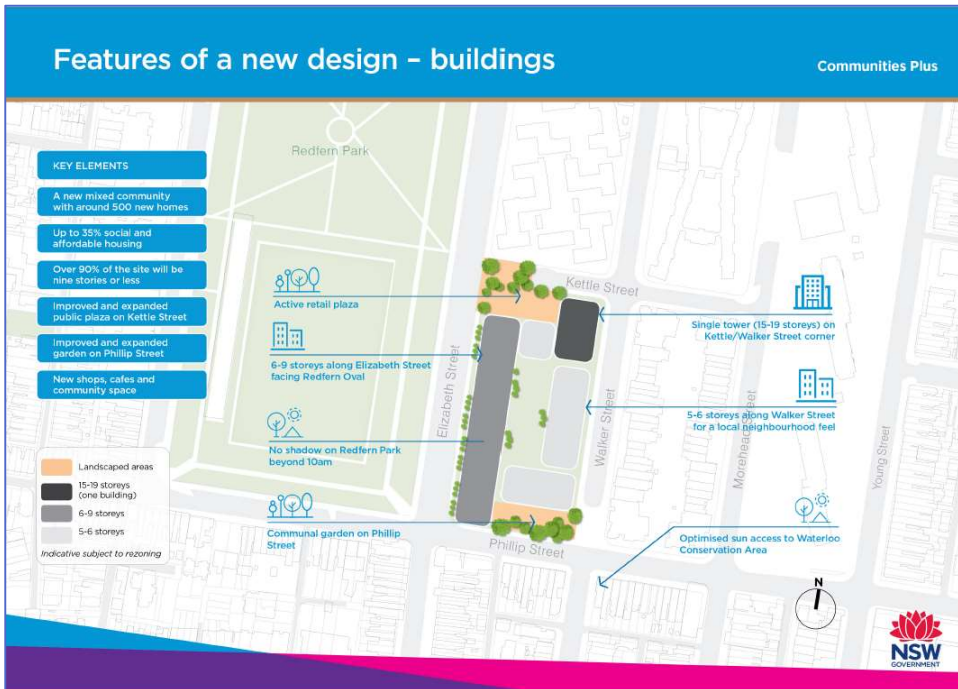 Features of a new design – buildings
Communities Plus
KEY ELEMENTS
A new mixed community
with around 500 new homes
Up to 35% social and
affordable housing
Over 90% of the site will be
nine stories or less
Improved and expanded
public plaza on Kettle Street
Improved and expanded
garden on Phillip Street
New shops, cafes and
community space
Landscaped areas
15-19 storeys
(one building)
6-9 storeys
5-6 storeys
Indicative subject to rezoning
Redfern Park
Active retail plaza
6-9 storeys along Elizabeth Street
facing Redfern Oval
No shadow on Redfern Park
beyond 10am
Communal garden on Phillip
Street
Elizabeth Street
Kettle Street
Walker Street
Phillip Street
Morehead Street
Young Street
Single tower (15-19 storeys) on
Kettle/Walker Street corner
5-6 storeys along Walker Street
for a local neighbourhood feel
Optimised sun access to Waterloo
Conservation Area
N
NSW
GOVERNMENT